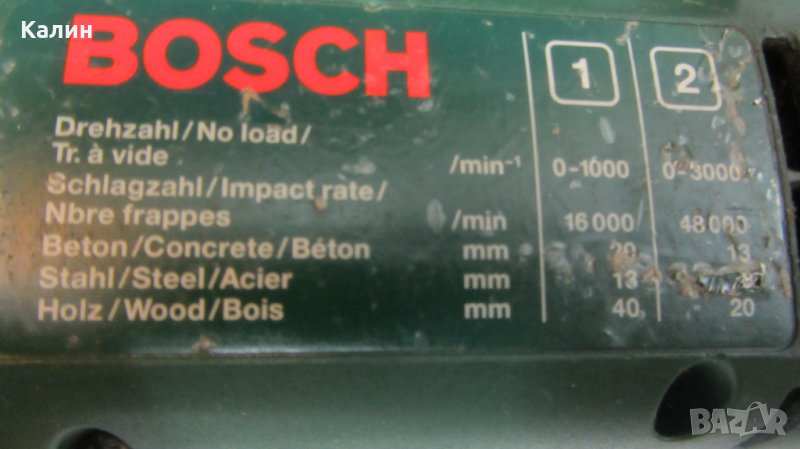 Калин
BOSCH 1 2
Drehzahl/No load/
Tr. à vide /min⁻¹ 0-1000 0-3000
Schlagzahl/Impact rate/
Nbre frappes /min 16 000 48 000
Beton/Concrete/Béton mm 20 13
Stahl/Steel/Acier mm 13
Holz/Wood/Bois mm 40 20
BAZAR